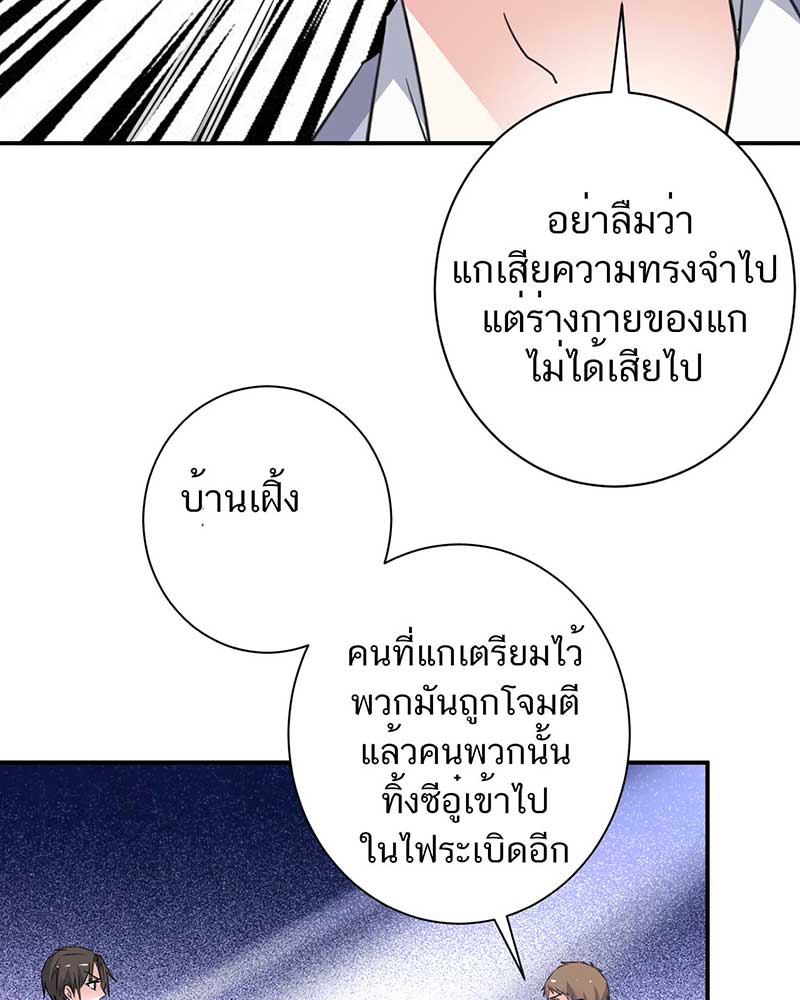 อย่าลืมว่า
แกเสียความทรงจำไป
แต่ร่างกายของแก
ไม่ได้เสียไป
บ้านเฝิ้ง
คนที่แกเตรียมไว้
พวกมันถูกโจมตี
แล้วคนพวกนั้น
ทิ้งซีอู๋เข้าไป
ในไฟระเบิดอีก